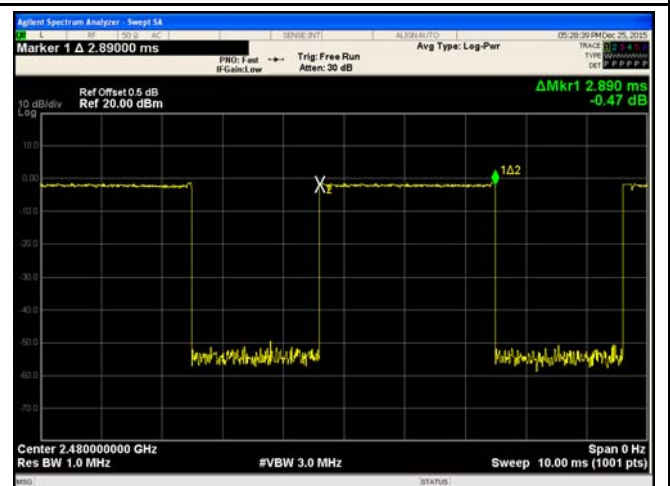 Agilent Spectrum Analyzer - Swept SA
L RF 50 Ω AC SENSE:INT ALIGN AUTO 05:28:39 PM Dec 25, 2015
Marker 1 Δ 2.89000 ms
PNO: Fast Trig: Free Run
IFGain:Low Atten: 30 dB
Avg Type: Log-Pwr
TRACE 1 2 3 4 5 6
TYPE
DET P P P P P P
ΔMkr1 2.890 ms
-0.47 dB
Ref Offset 0.5 dB
10 dB/div Ref 20.00 dBm
Log
10.0
0.00
-10.0
-20.0
-30.0
-40.0
-60.0
-70.0
1Δ2
2
Center 2.480000000 GHz Span 0 Hz
Res BW 1.0 MHz #VBW 3.0 MHz Sweep 10.00 ms (1001 pts)
MSG STATUS